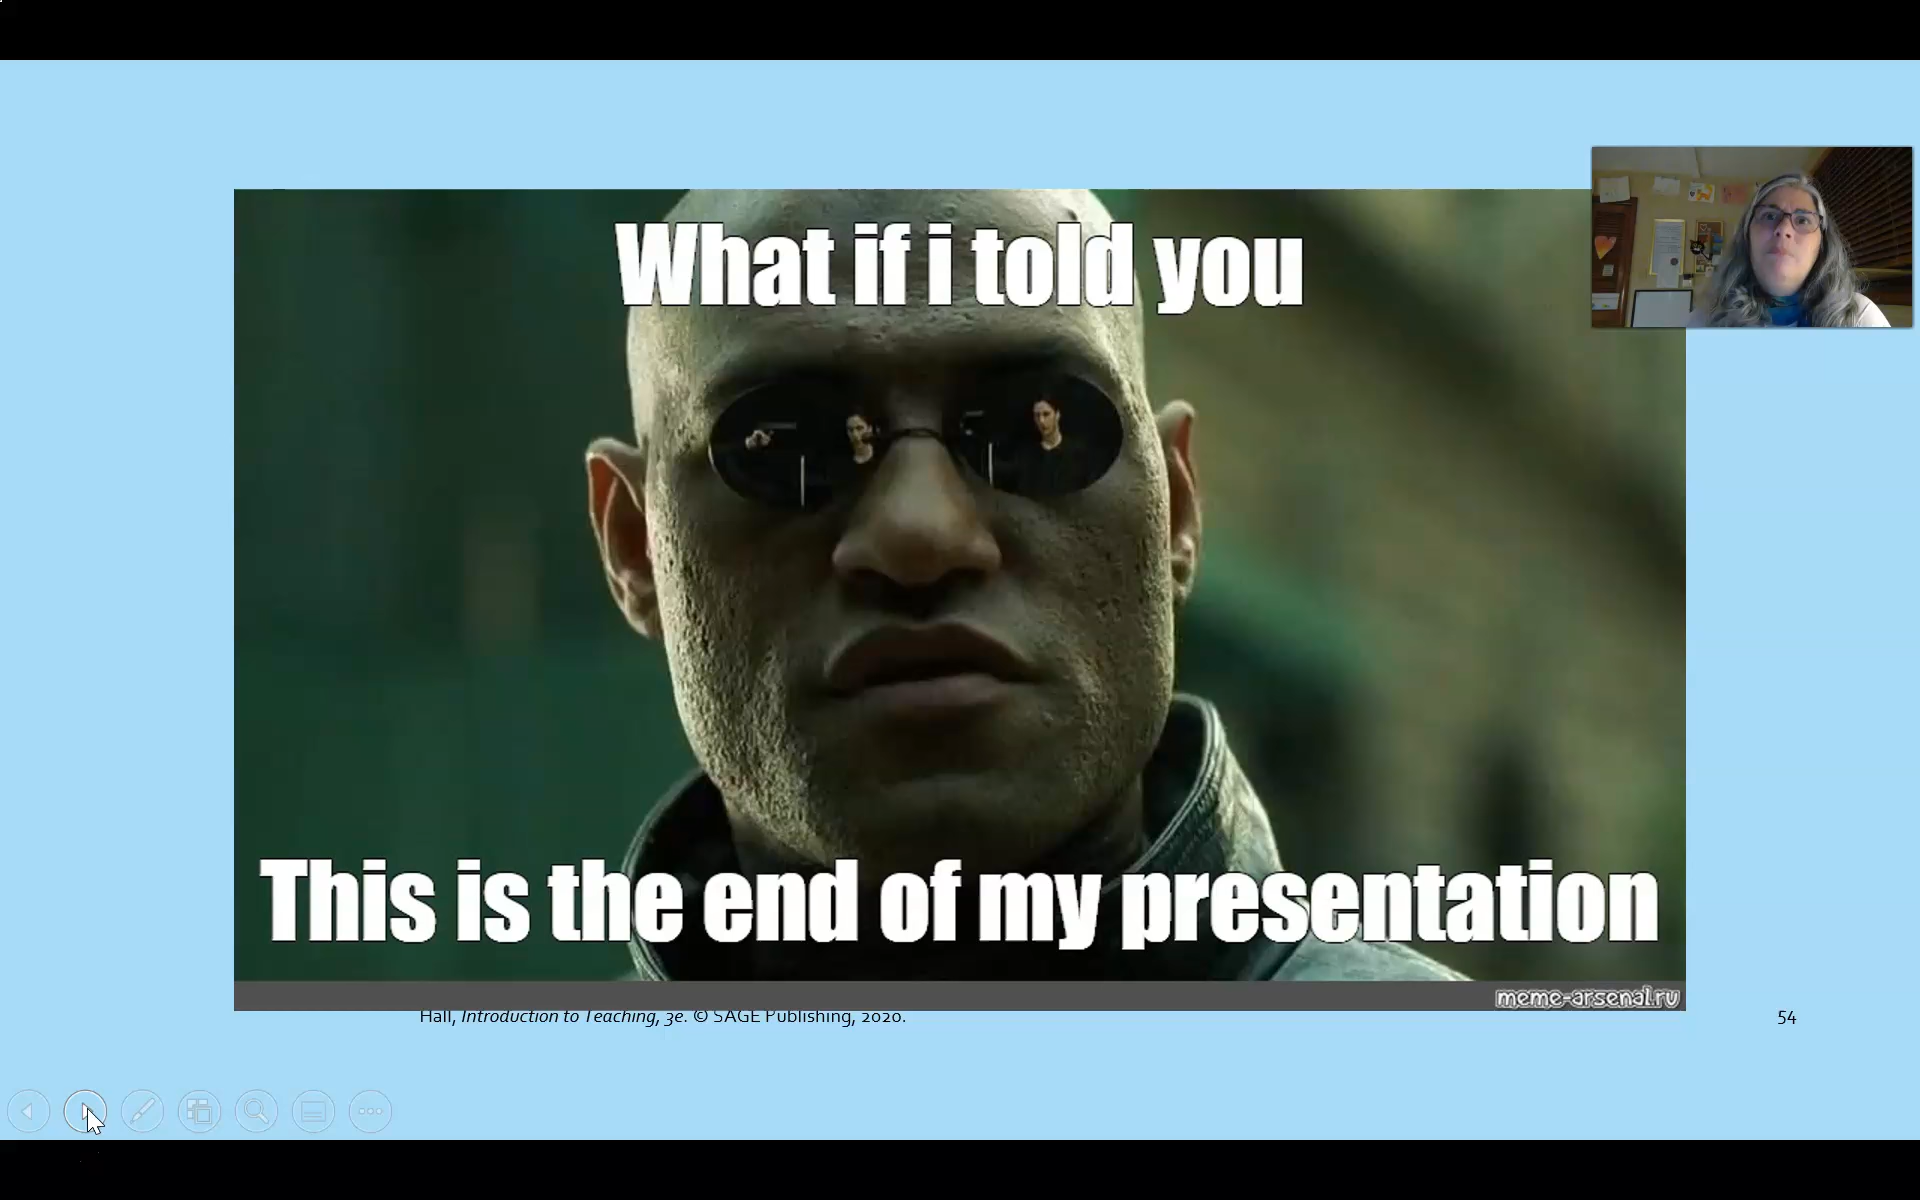 What if i told you
This is the end of my presentation
meme-arsenal.ru
Hall, Introduction to Teaching, 3e. © SAGE Publishing, 2020.
54